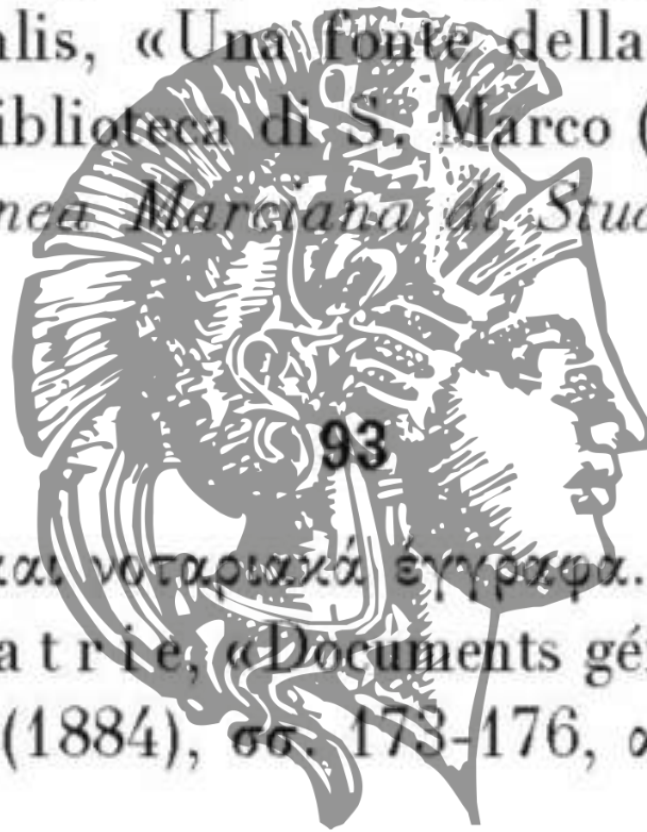 alis, «Una fonte della
iblioteca di S. Marco (
nea Marciana di Stud
93
και νοταριακά έγγραφα.
a t r i e, «Documents gé
(1884), σσ. 173-176, α